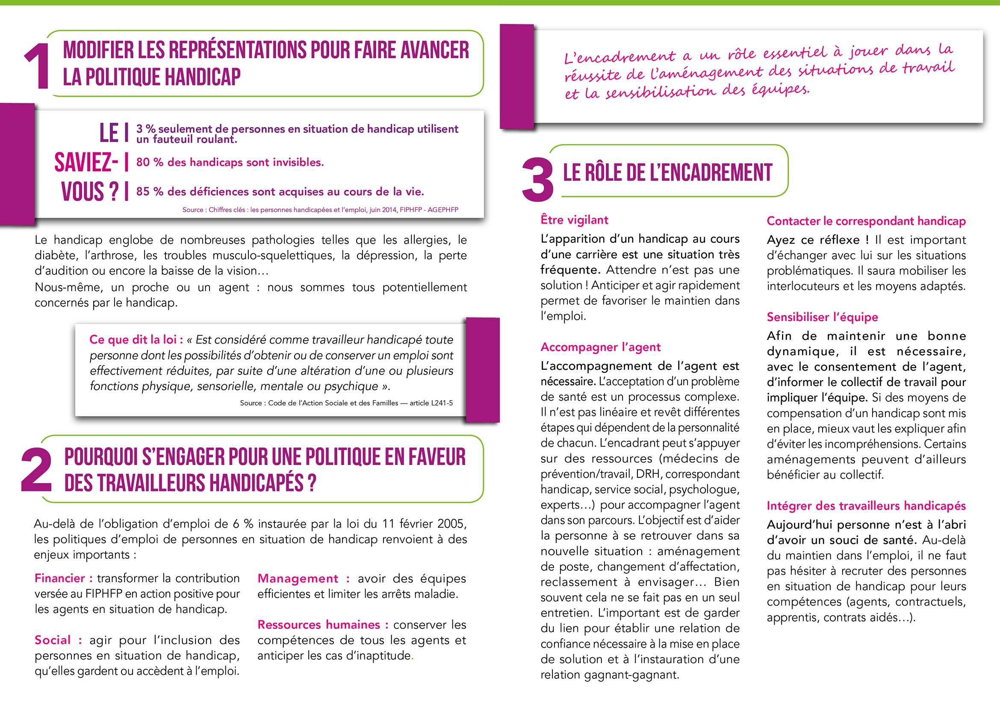 1
MODIFIER LES REPRÉSENTATIONS POUR FAIRE AVANCER
LA POLITIQUE HANDICAP
LE
SAVIEZ-
VOUS ?
3 % seulement de personnes en situation de handicap utilisent
un fauteuil roulant.
80 % des handicaps sont invisibles.
85 % des déficiences sont acquises au cours de la vie.
Source : Chiffres clés : les personnes handicapées et l’emploi, juin 2014, FIPHFP - AGEPHFP
Le handicap englobe de nombreuses pathologies telles que les allergies, le
diabète, l’arthrose, les troubles musculo-squelettiques, la dépression, la perte
d’audition ou encore la baisse de la vision…
Nous-même, un proche ou un agent : nous sommes tous potentiellement
concernés par le handicap.
Ce que dit la loi : « Est considéré comme travailleur handicapé toute
personne dont les possibilités d’obtenir ou de conserver un emploi sont
effectivement réduites, par suite d’une altération d’une ou plusieurs
fonctions physique, sensorielle, mentale ou psychique ».
Source : Code de l’Action Sociale et des Familles — article L241-5
2
POURQUOI S’ENGAGER POUR UNE POLITIQUE EN FAVEUR
DES TRAVAILLEURS HANDICAPÉS ?
Au-delà de l’obligation d’emploi de 6 % instaurée par la loi du 11 février 2005,
les politiques d’emploi de personnes en situation de handicap renvoient à des
enjeux importants :
Financier : transformer la contribution
versée au FIPHFP en action positive pour
les agents en situation de handicap.
Social : agir pour l’inclusion des
personnes en situation de handicap,
qu’elles gardent ou accèdent à l’emploi.
Management : avoir des équipes
efficientes et limiter les arrêts maladie.
Ressources humaines : conserver les
compétences de tous les agents et
anticiper les cas d’inaptitude.
L’encadrement a un rôle essentiel à jouer dans la
réussite de l’aménagement des situations de travail
et la sensibilisation des équipes.
3
LE RÔLE DE L’ENCADREMENT
Être vigilant
L’apparition d’un handicap au cours
d’une carrière est une situation très
fréquente. Attendre n’est pas une
solution ! Anticiper et agir rapidement
permet de favoriser le maintien dans
l’emploi.
Accompagner l’agent
L’accompagnement de l’agent est
nécessaire. L’acceptation d’un problème
de santé est un processus complexe.
Il n’est pas linéaire et revêt différentes
étapes qui dépendent de la personnalité
de chacun. L’encadrant peut s’appuyer
sur des ressources (médecins de
prévention/travail, DRH, correspondant
handicap, service social, psychologue,
experts…) pour accompagner l’agent
dans son parcours. L’objectif est d’aider
la personne à se retrouver dans sa
nouvelle situation : aménagement
de poste, changement d’affectation,
reclassement à envisager… Bien
souvent cela ne se fait pas en un seul
entretien. L’important est de garder
du lien pour établir une relation de
confiance nécessaire à la mise en place
de solution et à l’instauration d’une
relation gagnant-gagnant.
Contacter le correspondant handicap
Ayez ce réflexe ! Il est important
d’échanger avec lui sur les situations
problématiques. Il saura mobiliser les
interlocuteurs et les moyens adaptés.
Sensibiliser l’équipe
Afin de maintenir une bonne
dynamique, il est nécessaire,
avec le consentement de l’agent,
d’informer le collectif de travail pour
impliquer l’équipe. Si des moyens de
compensation d’un handicap sont mis
en place, mieux vaut les expliquer afin
d’éviter les incompréhensions. Certains
aménagements peuvent d’ailleurs
bénéficier au collectif.
Intégrer des travailleurs handicapés
Aujourd’hui personne n’est à l’abri
d’avoir un souci de santé. Au-delà
du maintien dans l’emploi, il ne faut
pas hésiter à recruter des personnes
en situation de handicap pour leurs
compétences (agents, contractuels,
apprentis, contrats aidés…).